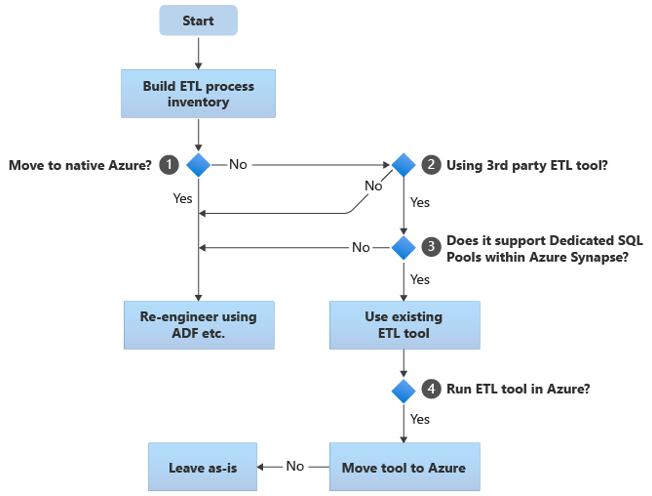 Start
Build ETL process
inventory
Move to native Azure? 1
No
2 Using 3rd party ETL tool?
Yes
No
Yes
No
3 Does it support Dedicated SQL
Pools within Azure Synapse?
Yes
Re-engineer using
ADF etc.
Use existing
ETL tool
4 Run ETL tool in Azure?
Yes
Leave as-is
No
Move tool to Azure